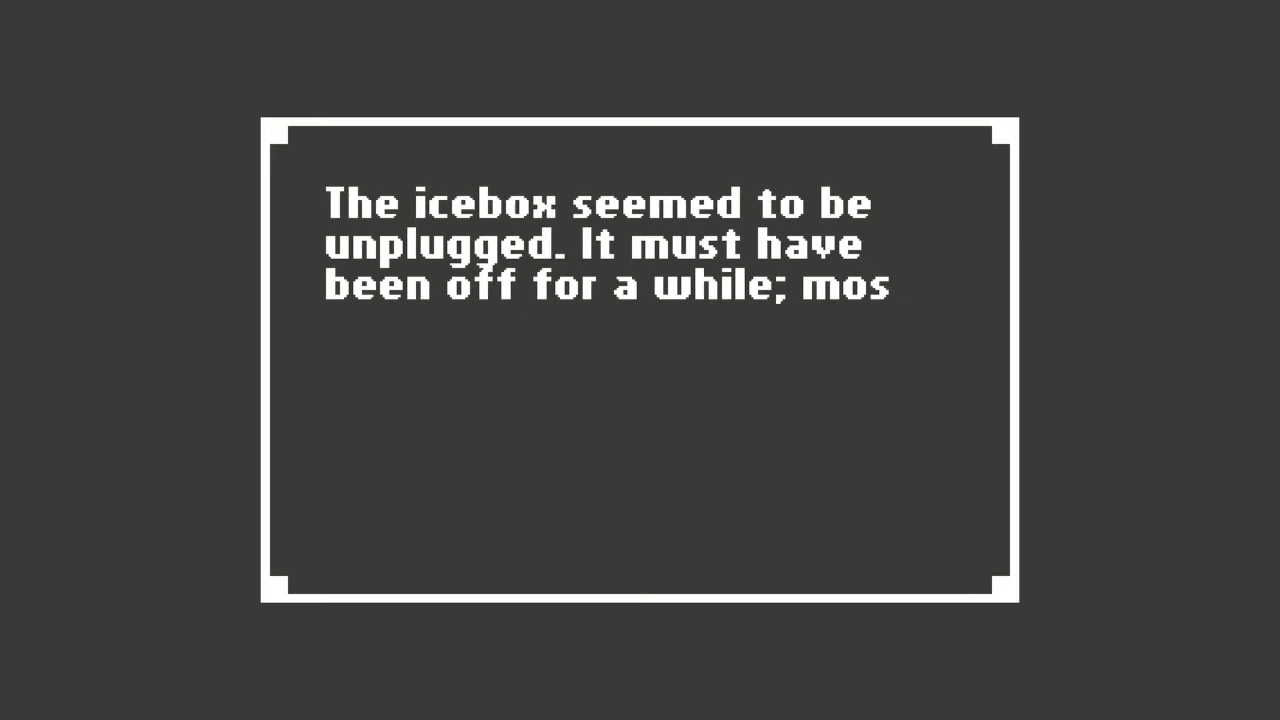 The icebox seemed to be
unplugged. It must have
been off for a while; mos